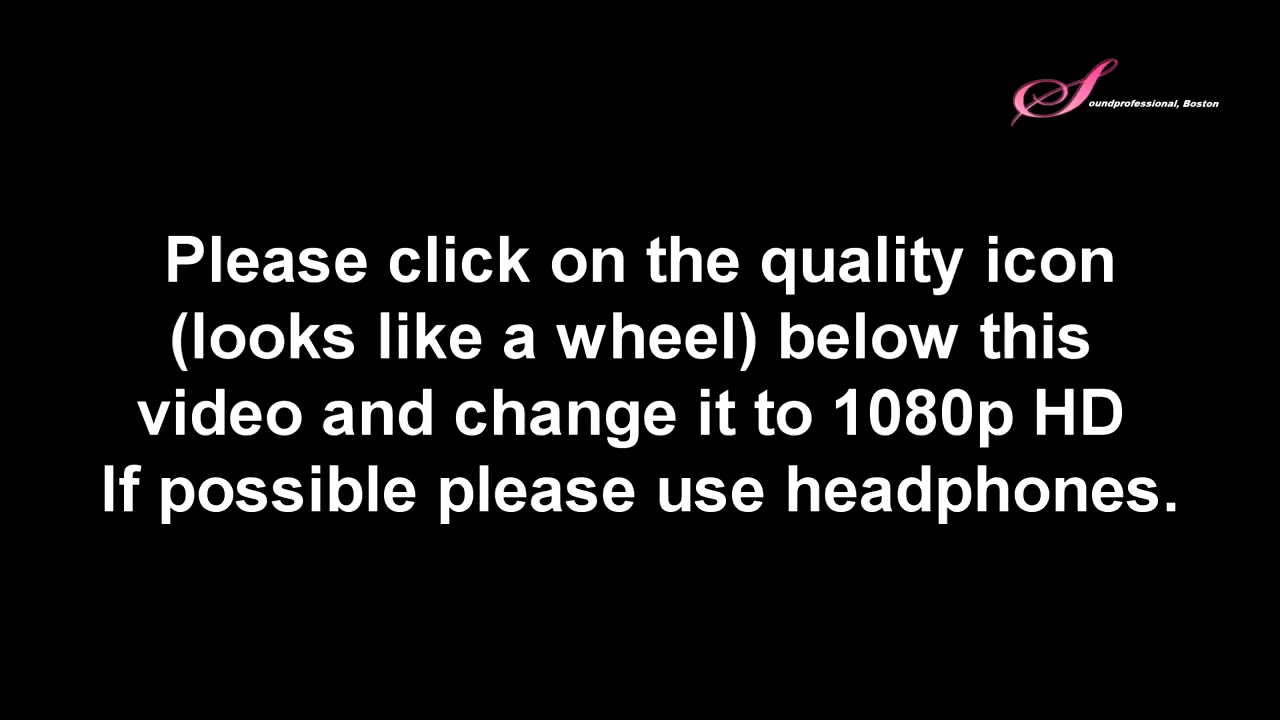 Soundprofessional, Boston
Please click on the quality icon
(looks like a wheel) below this
video and change it to 1080p HD
If possible please use headphones.